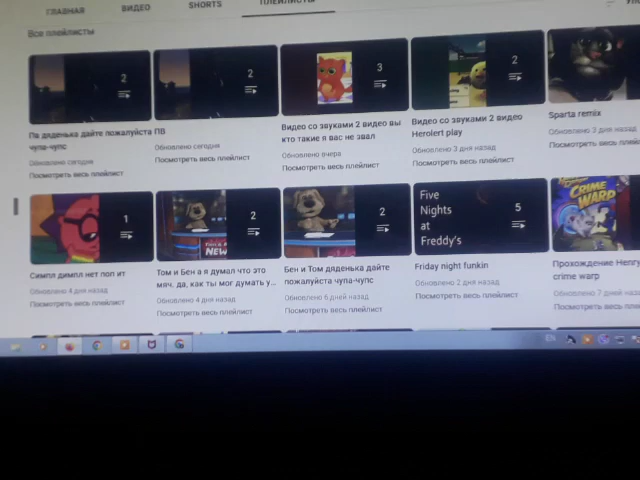 ГЛАВНАЯ ВИДЕО SHORTS ПЛЕЙЛИСТЫ
Все плейлисты
2 2 3 2
Пв дяденька дайте пожалуйста
чупа-чупс
Обновлено сегодня
Посмотреть весь плейлист
ПВ
Обновлено сегодня
Посмотреть весь плейлист
Видео со звуками 2 видео вы
кто такие я вас не звал
Обновлено вчера
Посмотреть весь плейлист
Видео со звуками 2 видео
Herolert play
Обновлено 3 дня назад
Посмотреть весь плейлист
Sparta remix
Обновлено 3 дня назад
Посмотреть весь
1 2 2 5
NEW
Five
Nights
at
Freddy's
CRIME
WARP
Симпл димпл нет поп ит
Обновлено 4 дня назад
Посмотреть весь плейлист
Том и Бен а я думал что это
мяч. да, как ты мог думать у...
Обновлено 4 дня назад
Посмотреть весь плейлист
Бен и Том дяденька дайте
пожалуйста чупа-чупс
Обновлено 6 дней назад
Посмотреть весь плейлист
Friday night funkin
Обновлено 2 дня назад
Посмотреть весь плейлист
Прохождение Henry
crime warp
Обновлено 7 дней назад
Посмотреть весь
EN